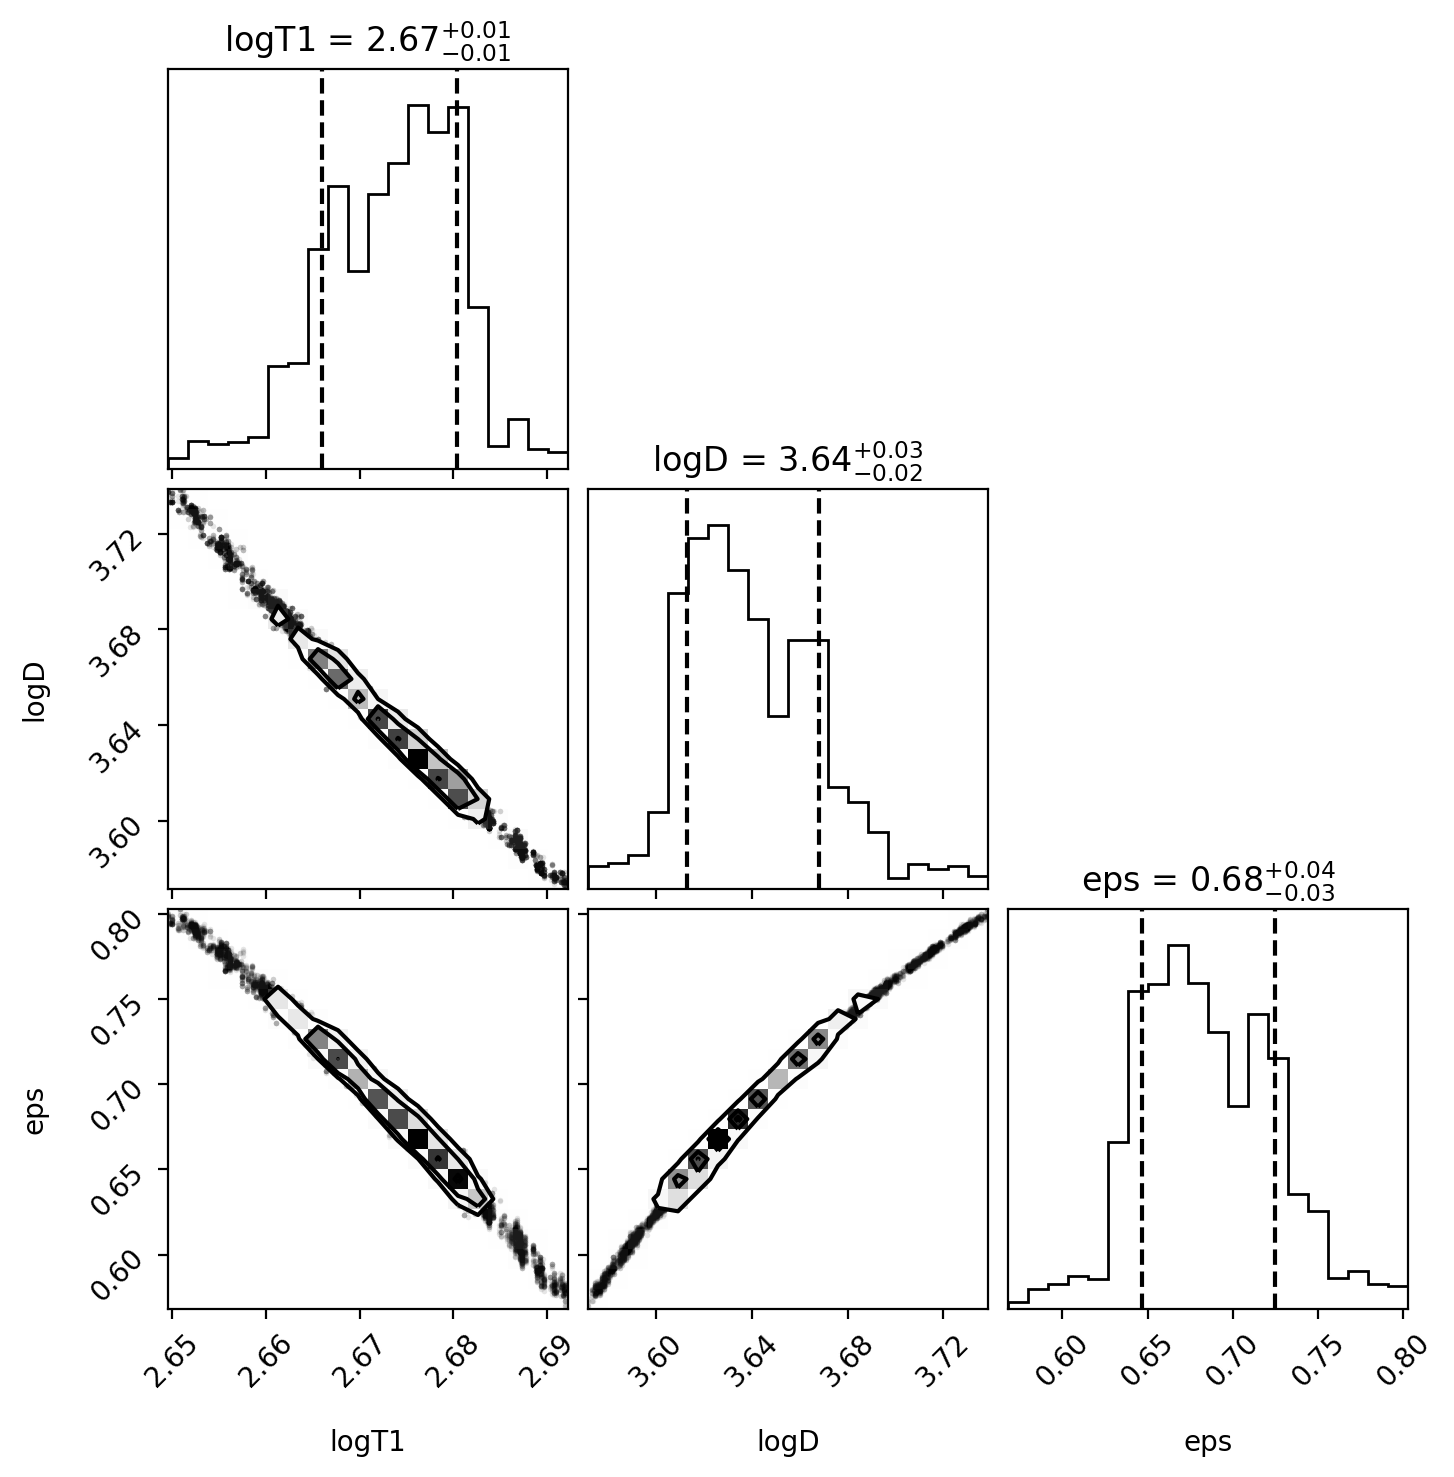 logT1 = 2.67+0.01−0.01
logD = 3.64+0.03−0.02
3.72
3.68
3.64
3.60
logD
eps = 0.68+0.04−0.03
0.80
0.75
0.70
0.65
0.60
eps
2.65 2.66 2.67 2.68 2.69 3.60 3.64 3.68 3.72 0.60 0.65 0.70 0.75 0.80
logT1 logD eps